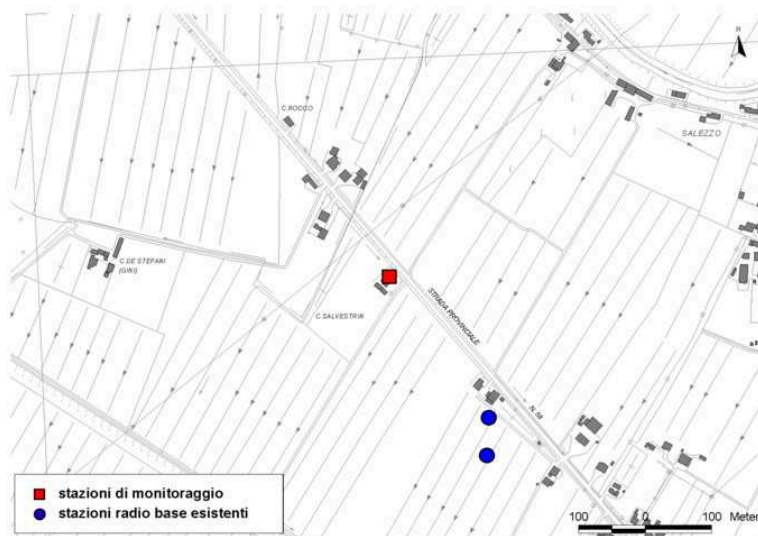 N
C.ROCCO
SALEZZO
C.DE STEFANI
(GINI)
C.SALVESTRIN
STRADA PROVINCIALE
N. 58
stazioni di monitoraggio
stazioni radio base esistenti
100 0 100 Meter